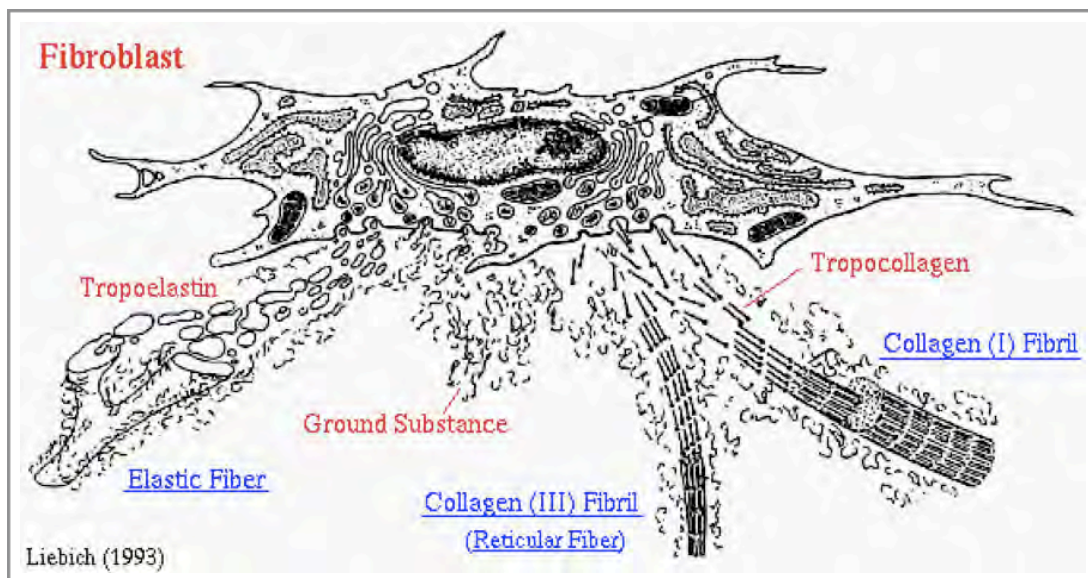 Fibroblast
Tropoelastin
Tropocollagen
Collagen (I) Fibril
Ground Substance
Elastic Fiber
Collagen (III) Fibril
(Reticular Fiber)
Liebich (1993)